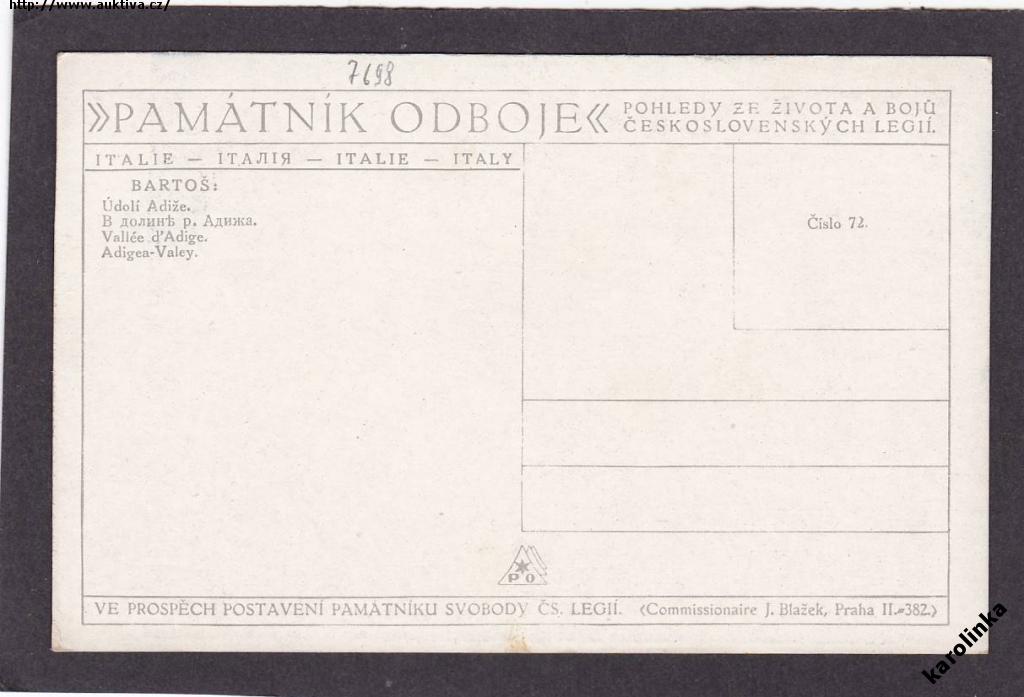 http://www.auktiva.cz/
7698
»PAMÁTNÍK ODBOJE«
POHLEDY ZE ŽIVOTA A BOJŮ
ČESKOSLOVENSKÝCH LEGIÍ.
ITALIE — ИТАЛІЯ — ITALIE — ITALY
BARTOŠ:
Údolí Adiže.
В долинѣ р. Адижа.
Vallée d'Adige.
Adigea-Valey.
Číslo 72.
PO
VE PROSPĚCH POSTAVENÍ PAMÁTNÍKU SVOBODY ČS. LEGIÍ. (Commissionaire J. Blažek, Praha II.-382.)
karolinka